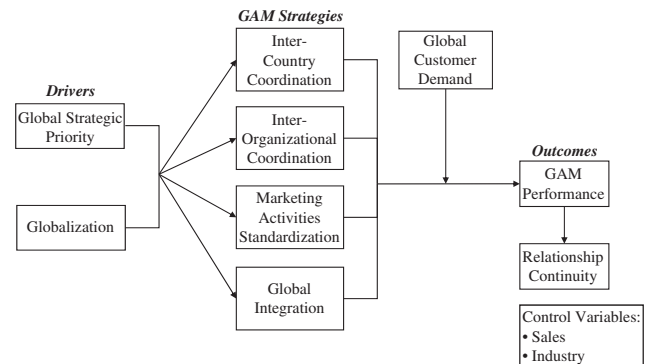 GAM Strategies
Inter-
Country
Coordination
Global
Customer
Demand
Drivers
Global Strategic
Priority
Inter-
Organizational
Coordination
Outcomes
GAM
Performance
Marketing
Activities
Standardization
Globalization
Relationship
Continuity
Global
Integration
Control Variables:
• Sales
• Industry